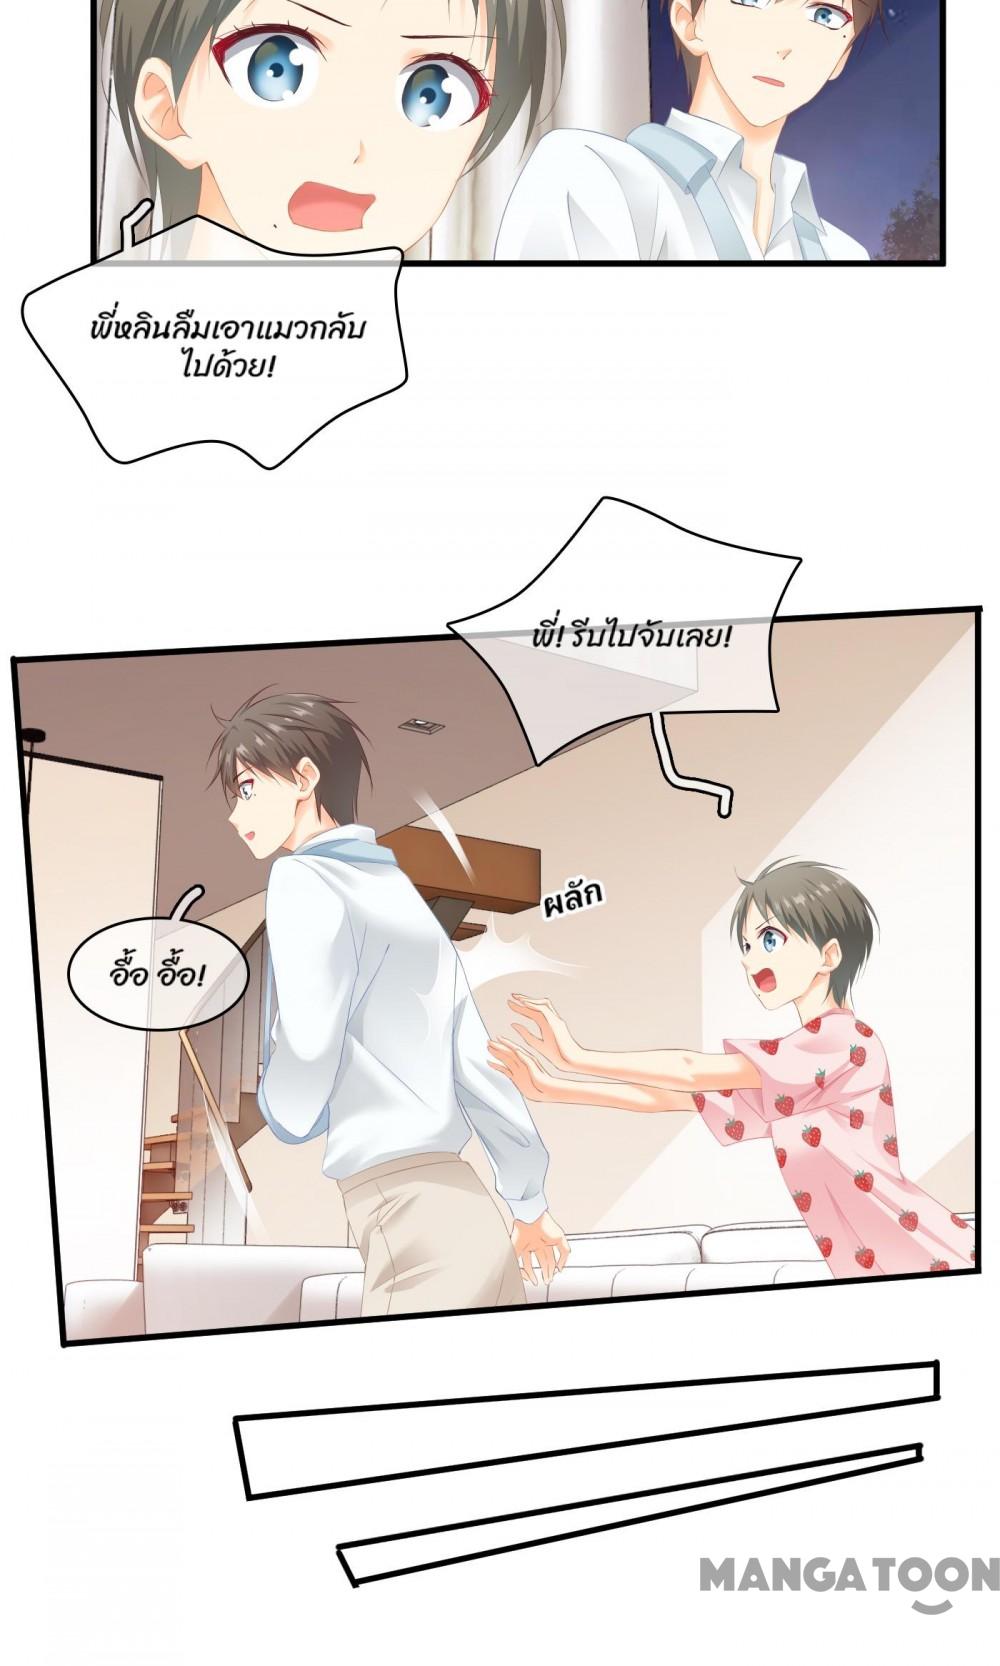 พี่หลินลืมเอาแมวกลับ
ไปด้วย!
พี่! รีบไปจับเลย!
ผลัก
อื้อ อื้อ!
MANGATOON